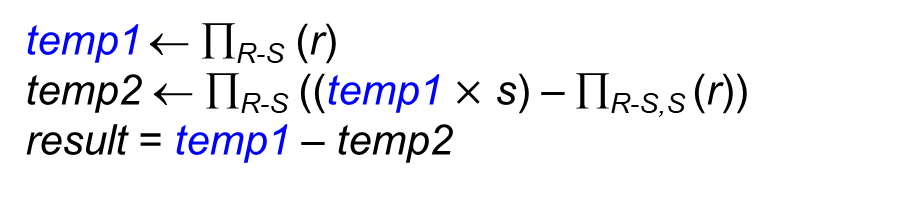 temp1 ← ∏R-S (r)
temp2 ← ∏R-S ((temp1 × s) – ∏R-S,S (r))
result = temp1 – temp2